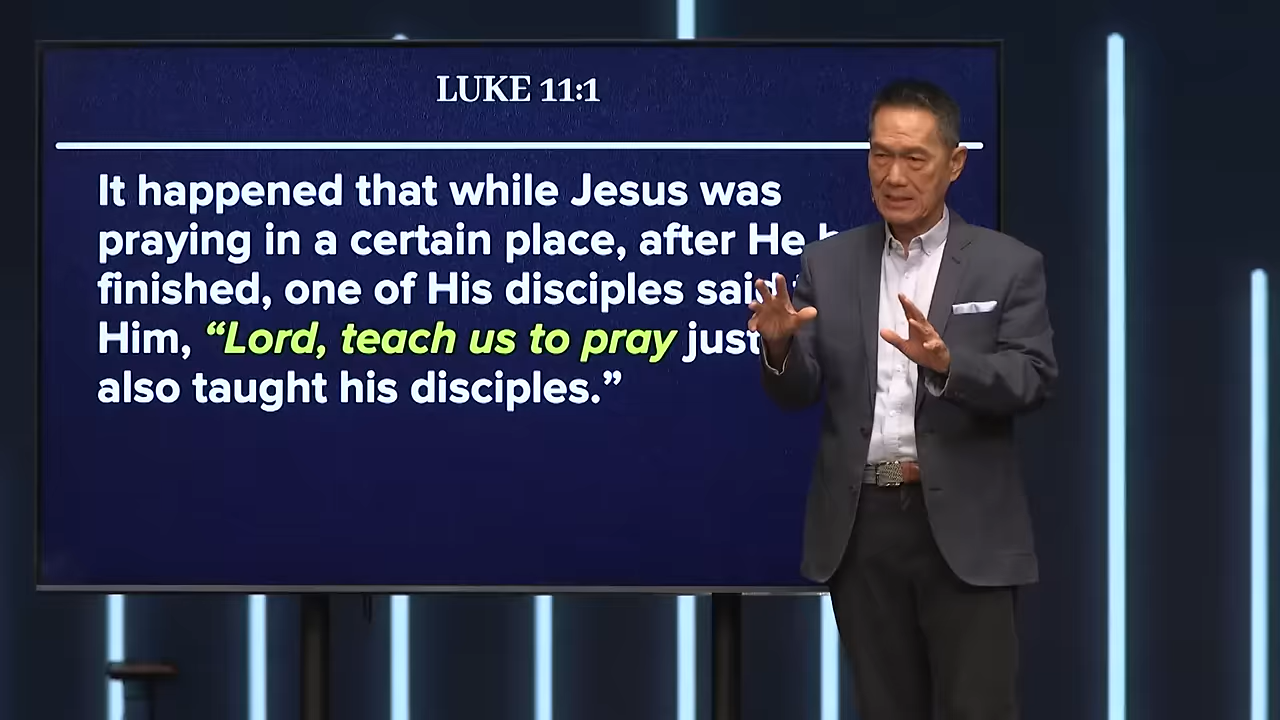 LUKE 11:1
It happened that while Jesus was
praying in a certain place, after He
finished, one of His disciples said
Him, “Lord, teach us to pray just
also taught his disciples.”